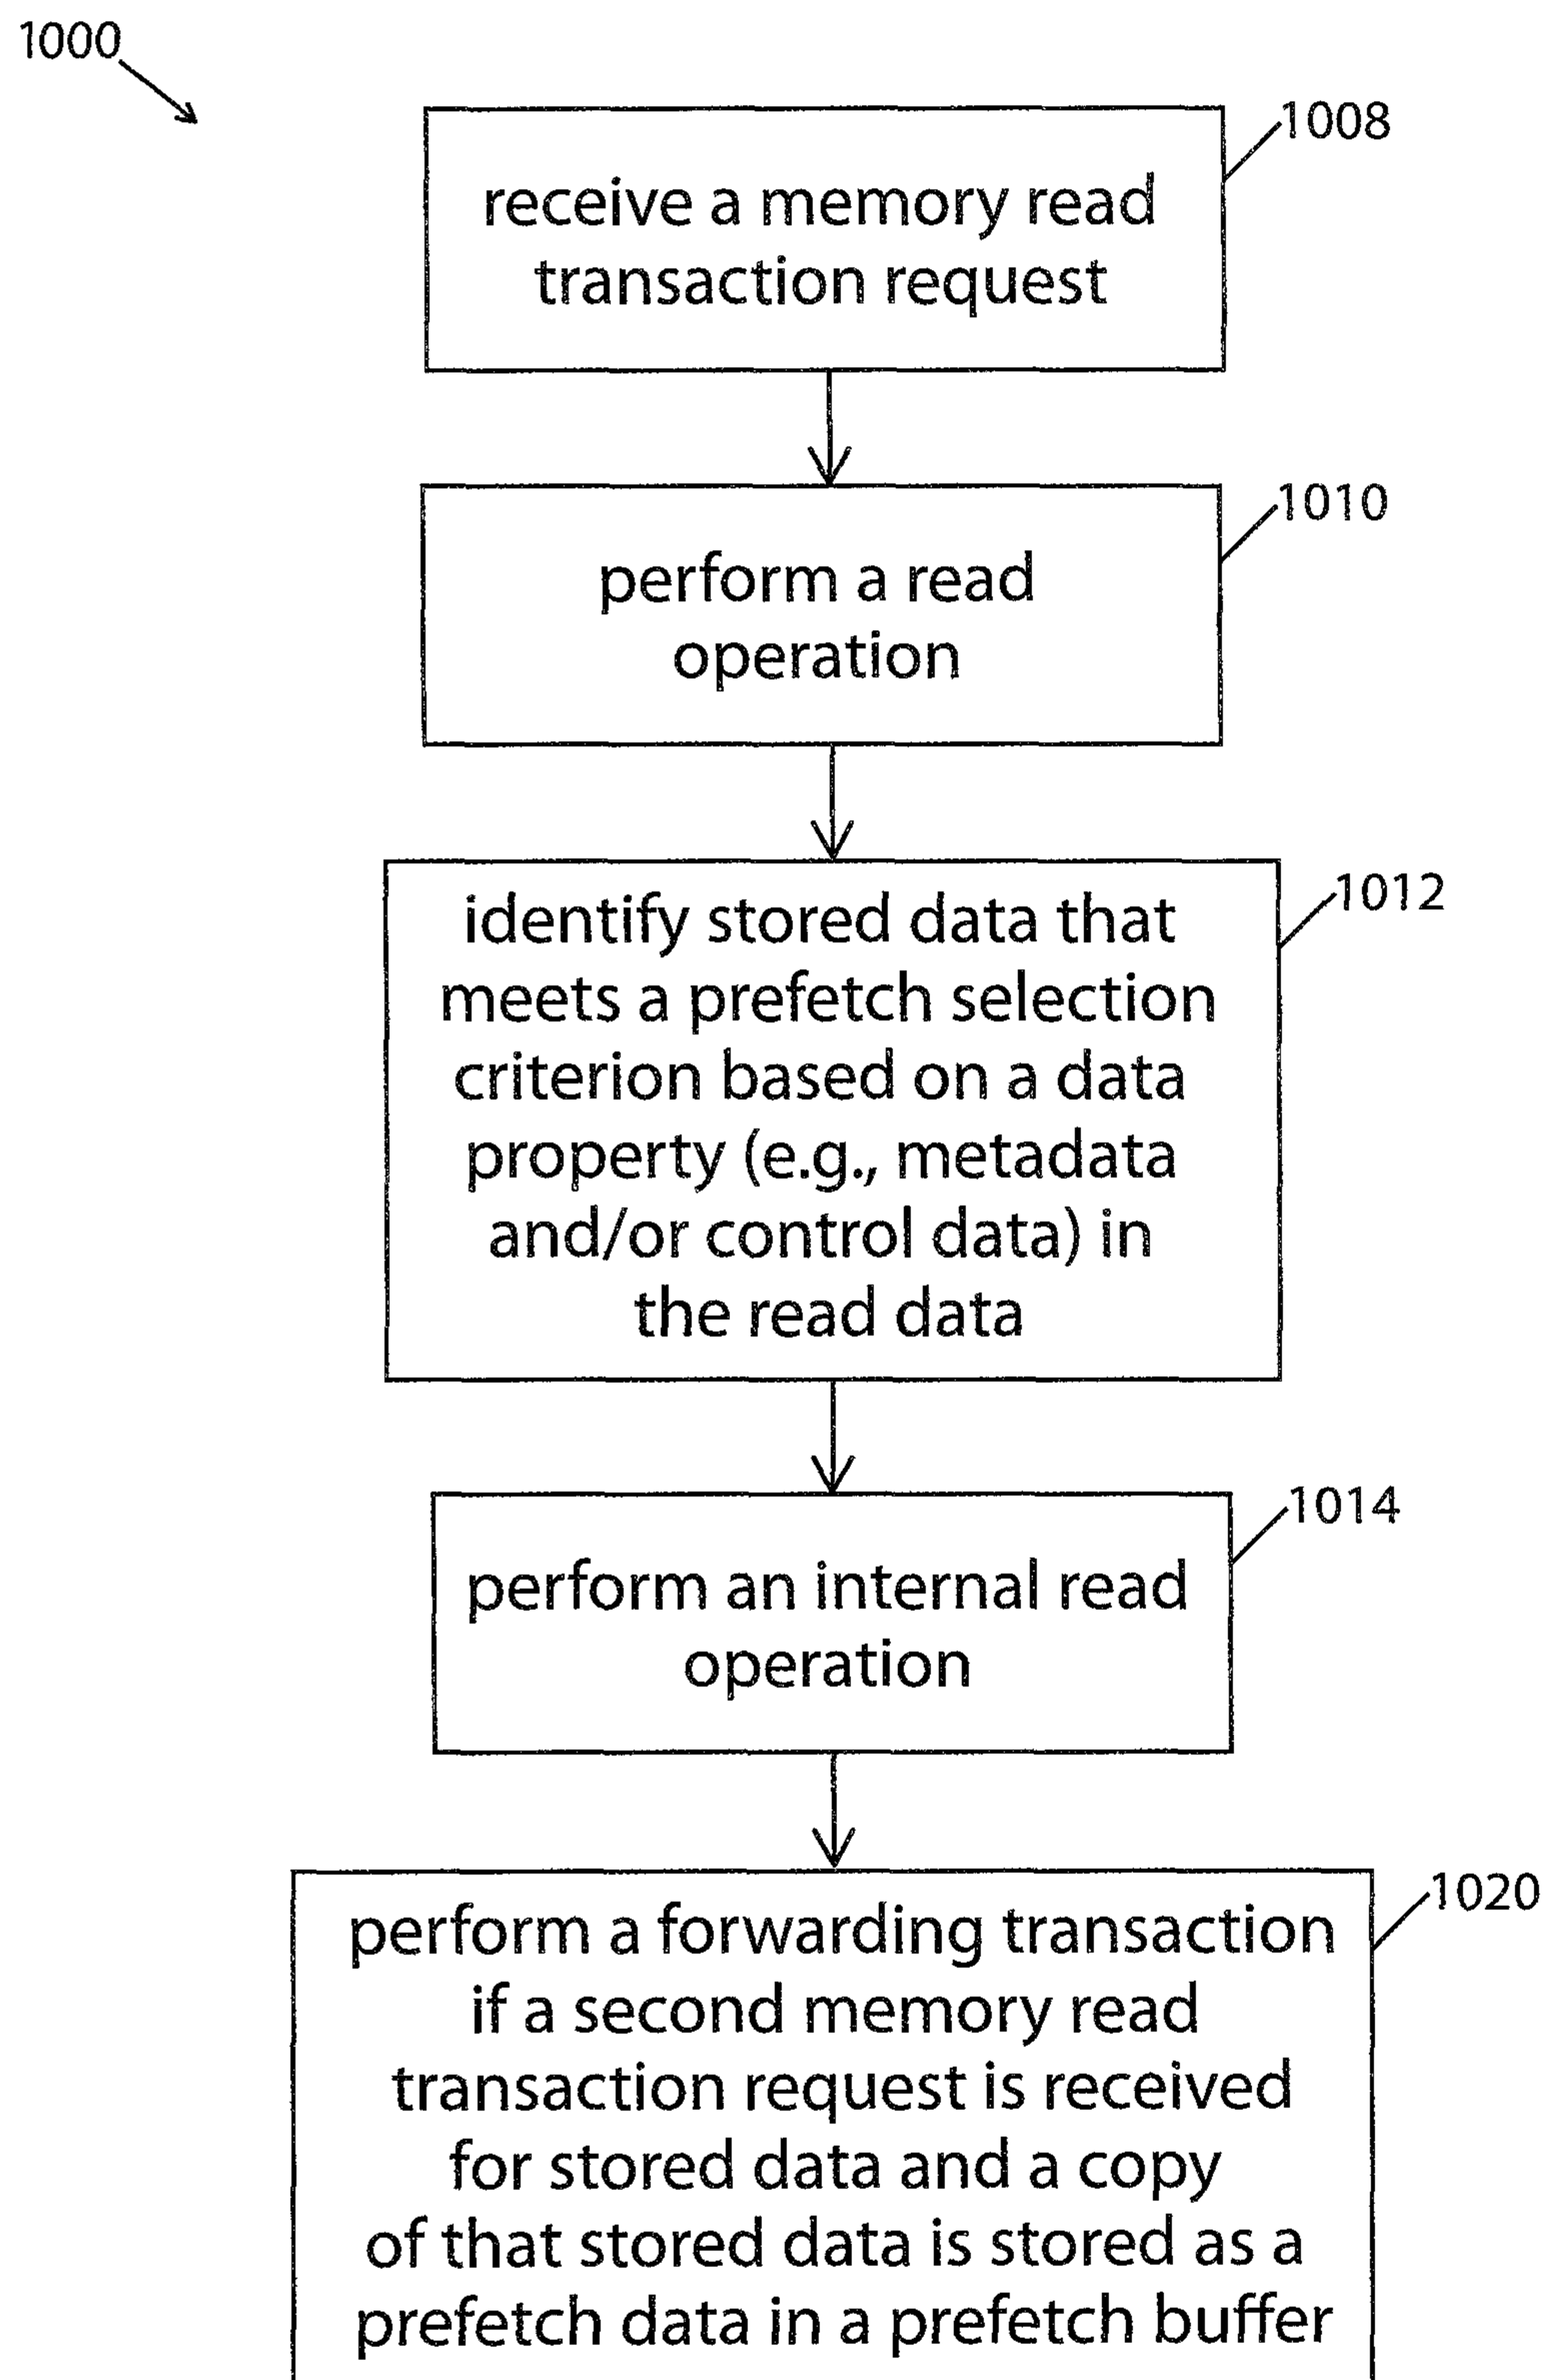 1000
1008
receive a memory read
transaction request
1010
perform a read
operation
1012
identify stored data that
meets a prefetch selection
criterion based on a data
property (e.g., metadata
and/or control data) in
the read data
1014
perform an internal read
operation
1020
perform a forwarding transaction
if a second memory read
transaction request is received
for stored data and a copy
of that stored data is stored as a
prefetch data in a prefetch buffer